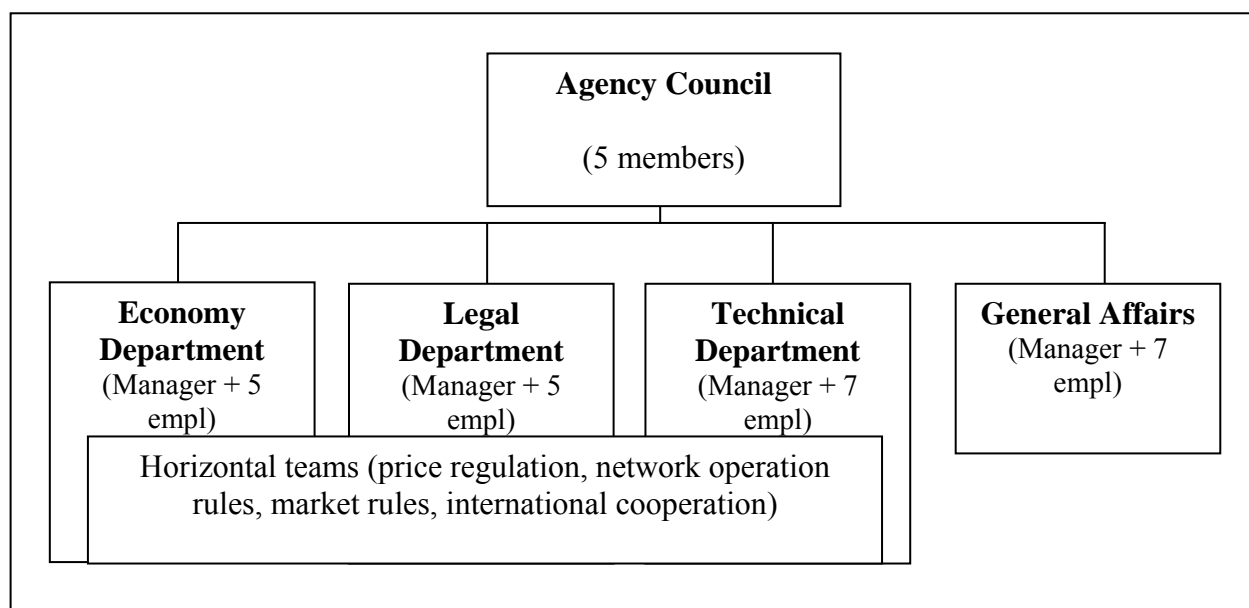 Agency Council
(5 members)
Economy
Department
(Manager + 5
empl)
Legal
Department
(Manager + 5
empl)
Technical
Department
(Manager + 7
empl)
General Affairs
(Manager + 7
empl)
Horizontal teams (price regulation, network operation
rules, market rules, international cooperation)